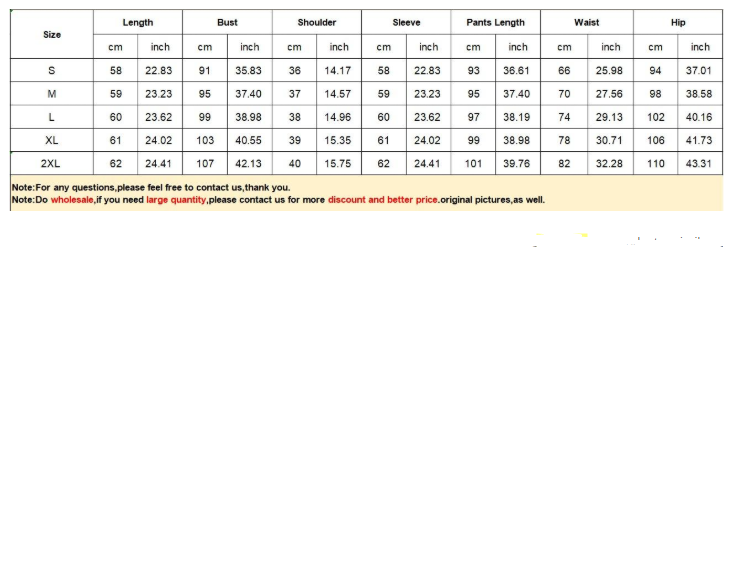 Size Length Bust Shoulder Sleeve Pants Length Waist Hip
cm inch cm inch cm inch cm inch cm inch cm inch cm inch
S 58 22.83 91 35.83 36 14.17 58 22.83 93 36.61 66 25.98 94 37.01
M 59 23.23 95 37.40 37 14.57 59 23.23 95 37.40 70 27.56 98 38.58
L 60 23.62 99 38.98 38 14.96 60 23.62 97 38.19 74 29.13 102 40.16
XL 61 24.02 103 40.55 39 15.35 61 24.02 99 38.98 78 30.71 106 41.73
2XL 62 24.41 107 42.13 40 15.75 62 24.41 101 39.76 82 32.28 110 43.31
Note:For any questions,please feel free to contact us,thank you.
Note:Do wholesale,if you need large quantity,please contact us for more discount and better price.original pictures,as well.